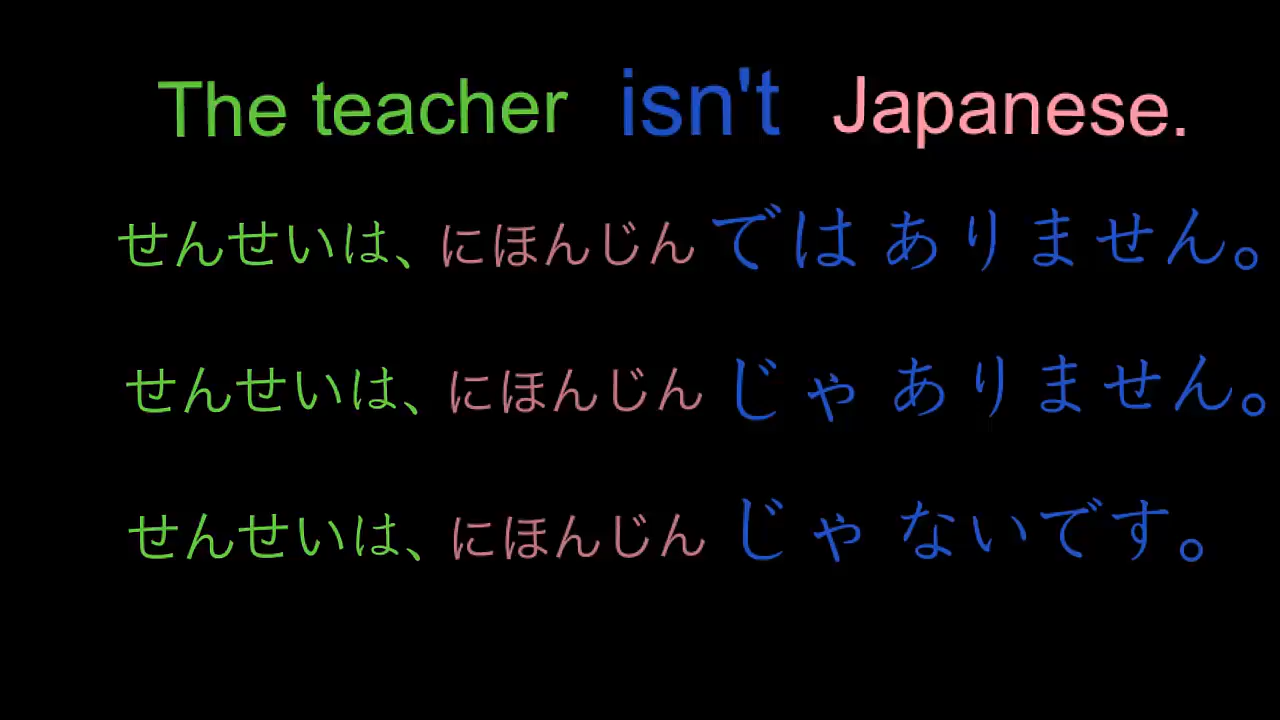 The teacher isn't Japanese.
せんせいは、にほんじん ではありません。
せんせいは、にほんじん じゃありません。
せんせいは、にほんじん じゃないです。